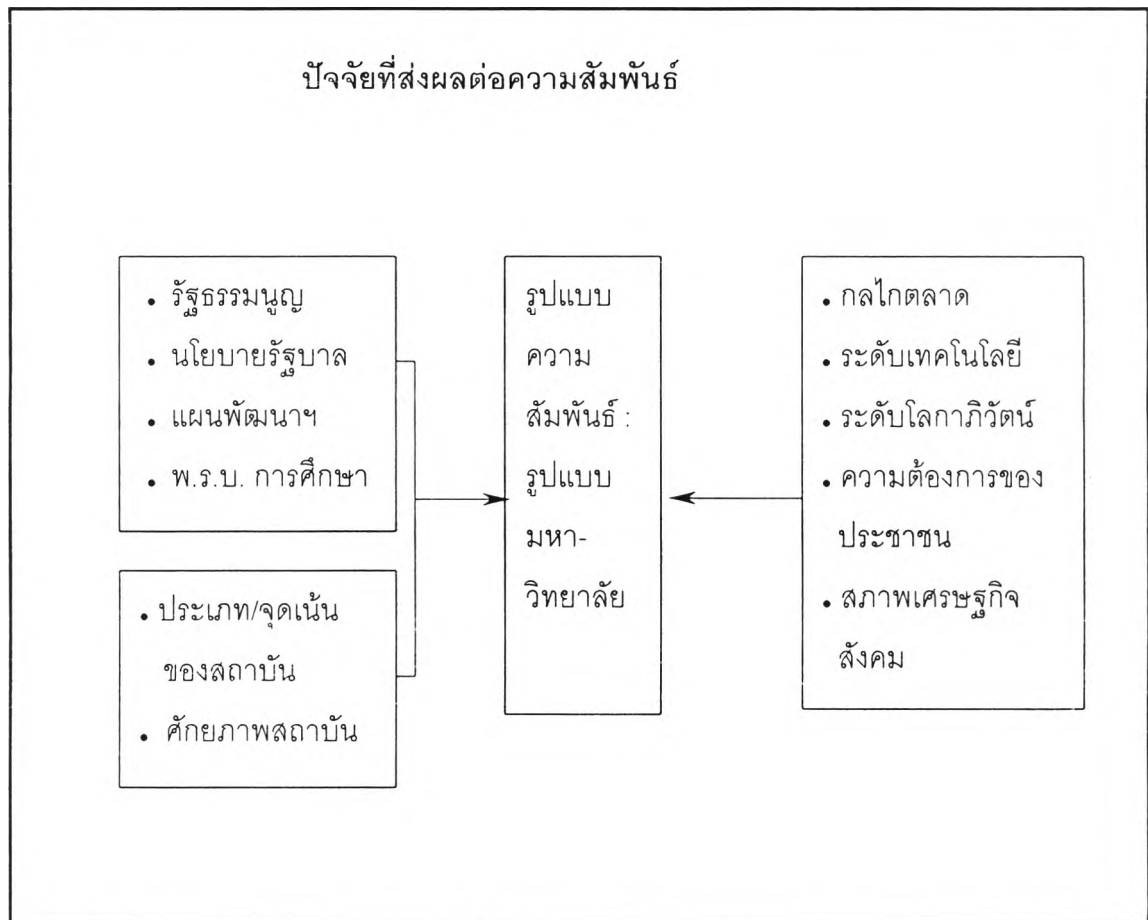 ปัจจัยที่ส่งผลต่อความสัมพันธ์
• รัฐธรรมนูญ
• นโยบายรัฐบาล
• แผนพัฒนาฯ
• พ.ร.บ. การศึกษา
• ประเภท/จุดเน้น
ของสถาบัน
• ศักยภาพสถาบัน
รูปแบบ
ความ
สัมพันธ์ :
รูปแบบ
มหา-
วิทยาลัย
• กลไกตลาด
• ระดับเทคโนโลยี
• ระดับโลกาภิวัตน์
• ความต้องการของ
ประชาชน
• สภาพเศรษฐกิจ
สังคม